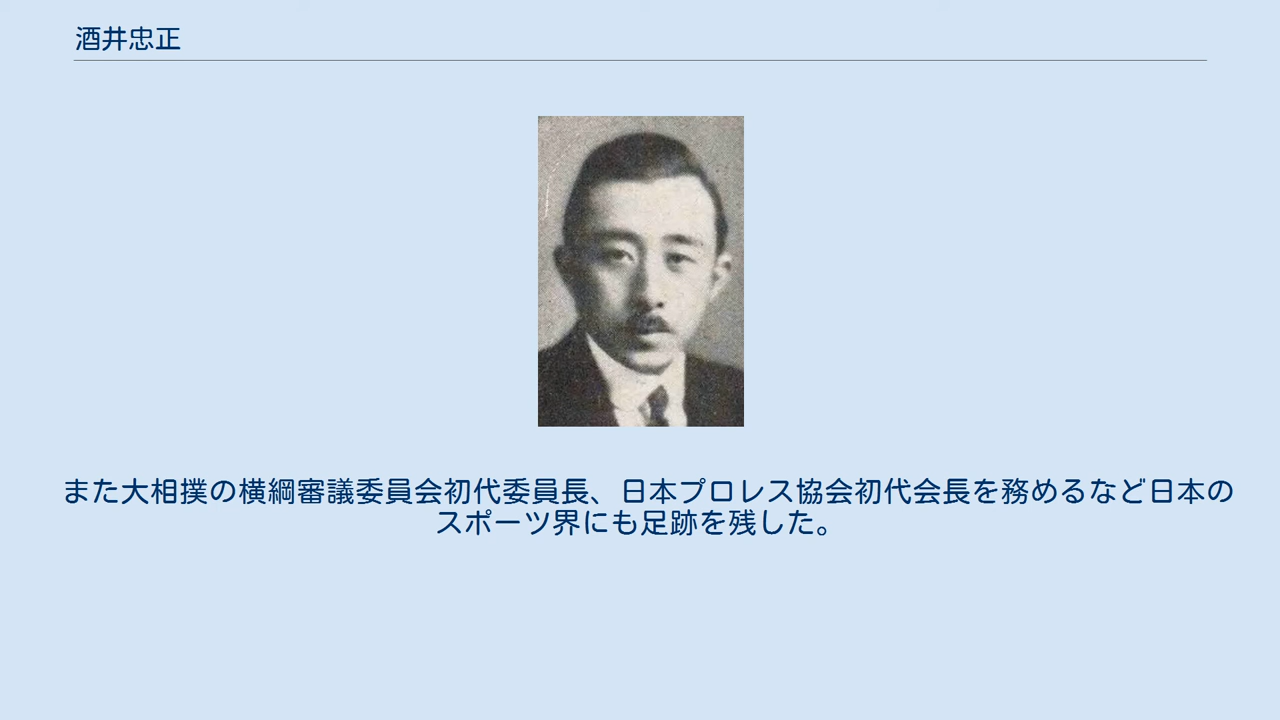 酒井忠正
また大相撲の横綱審議委員会初代委員長、日本プロレス協会初代会長を務めるなど日本の
スポーツ界にも足跡を残した。